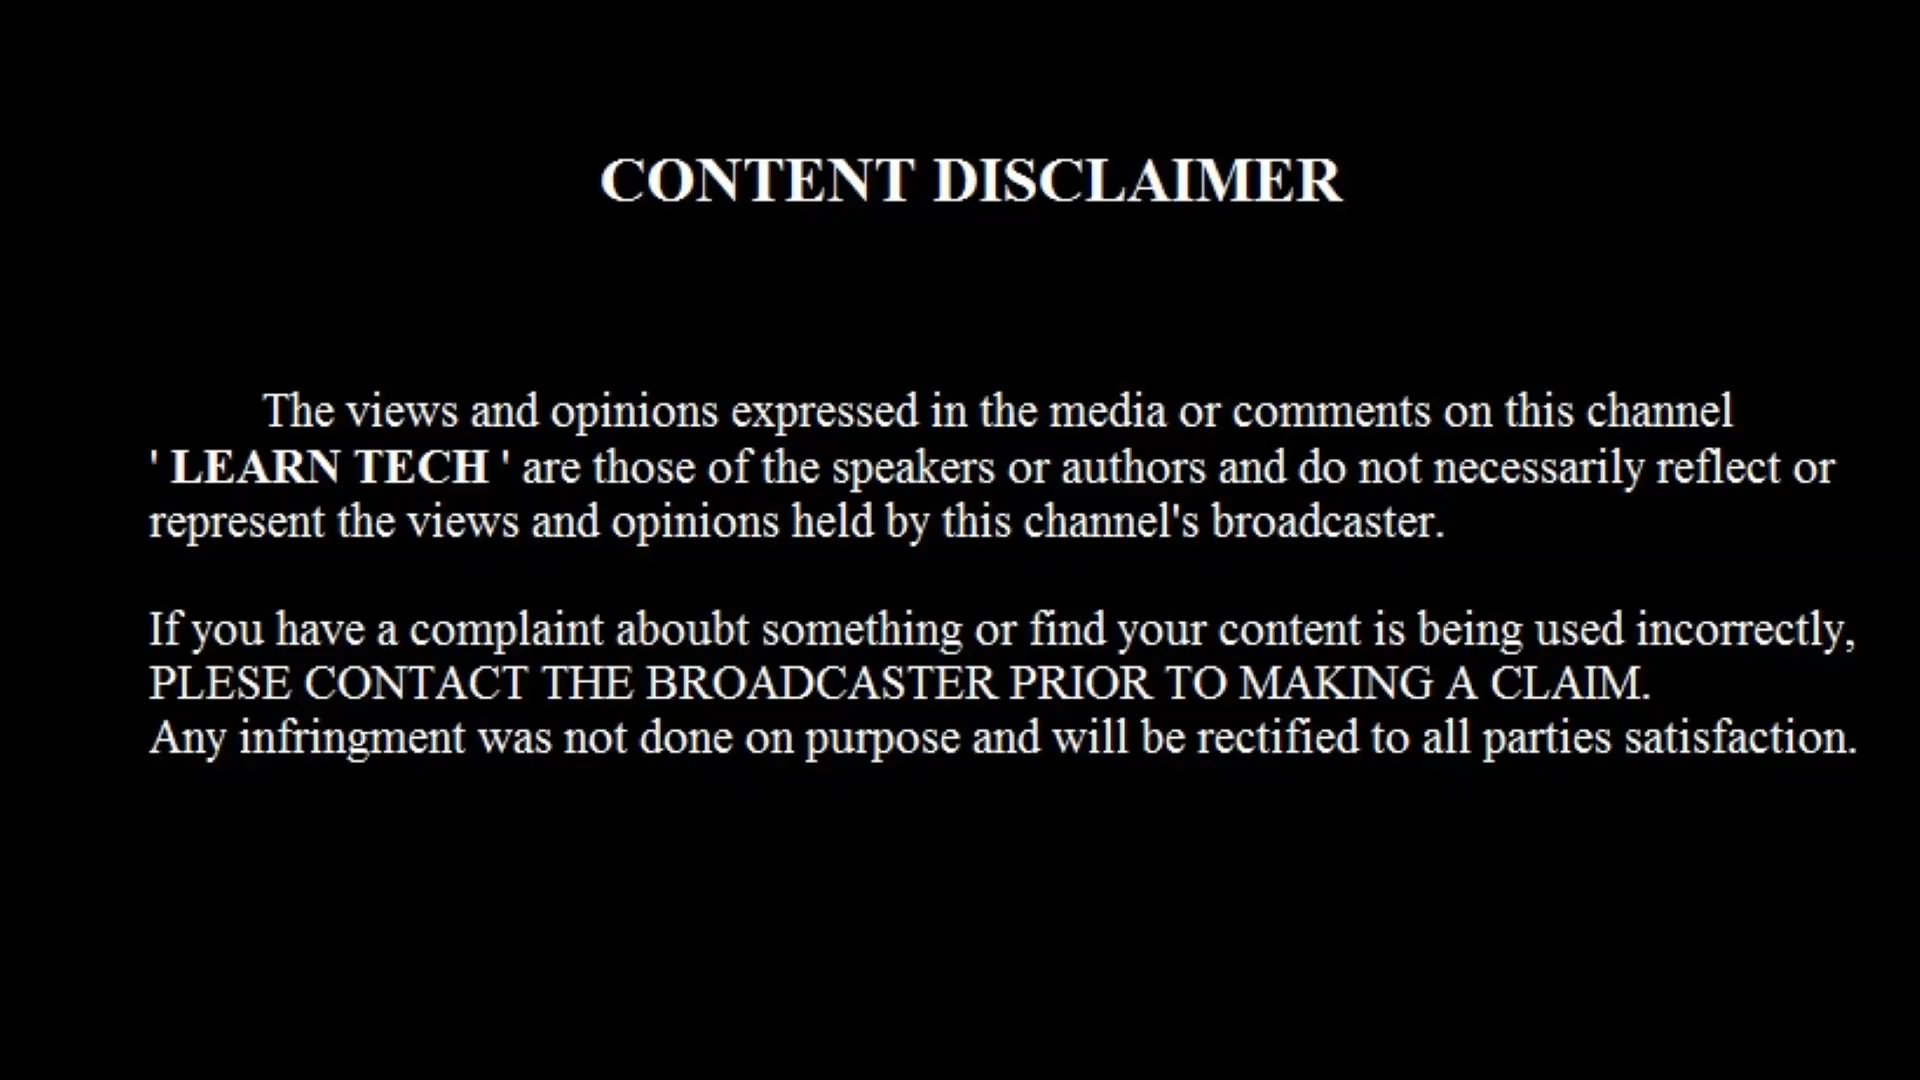 CONTENT DISCLAIMER
The views and opinions expressed in the media or comments on this channel
' LEARN TECH ' are those of the speakers or authors and do not necessarily reflect or
represent the views and opinions held by this channel's broadcaster.
If you have a complaint aboubt something or find your content is being used incorrectly,
PLESE CONTACT THE BROADCASTER PRIOR TO MAKING A CLAIM.
Any infringment was not done on purpose and will be rectified to all parties satisfaction.